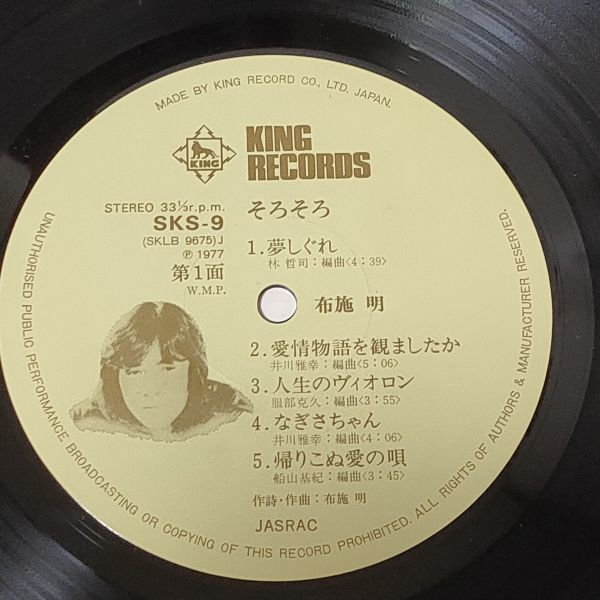 MADE BY KING RECORD CO., LTD. JAPAN.
KING
KING
RECORDS
STEREO 33⅓r.p.m.
SKS-9
(SKLB 9675)J
Ⓟ 1977
第1面
W.M.P.
そろそろ
1.夢しぐれ
林 哲司:編曲〈4:39〉
布施 明
2.愛情物語を観ましたか
井川雅幸:編曲〈5:06〉
3.人生のヴィオロン
服部克久:編曲〈3:55〉
4.なぎさちゃん
井川雅幸:編曲〈4:06〉
5.帰りこぬ愛の唄
船山基紀:編曲〈3:45〉
作詩・作曲:布施 明
JASRAC
UNAUTHORISED PUBLIC PERFORMANCE BROADCASTING OR COPYING OF THIS RECORD PROHIBITED. ALL RIGHTS OF AUTHORS & MANUFACTURER RESERVED.